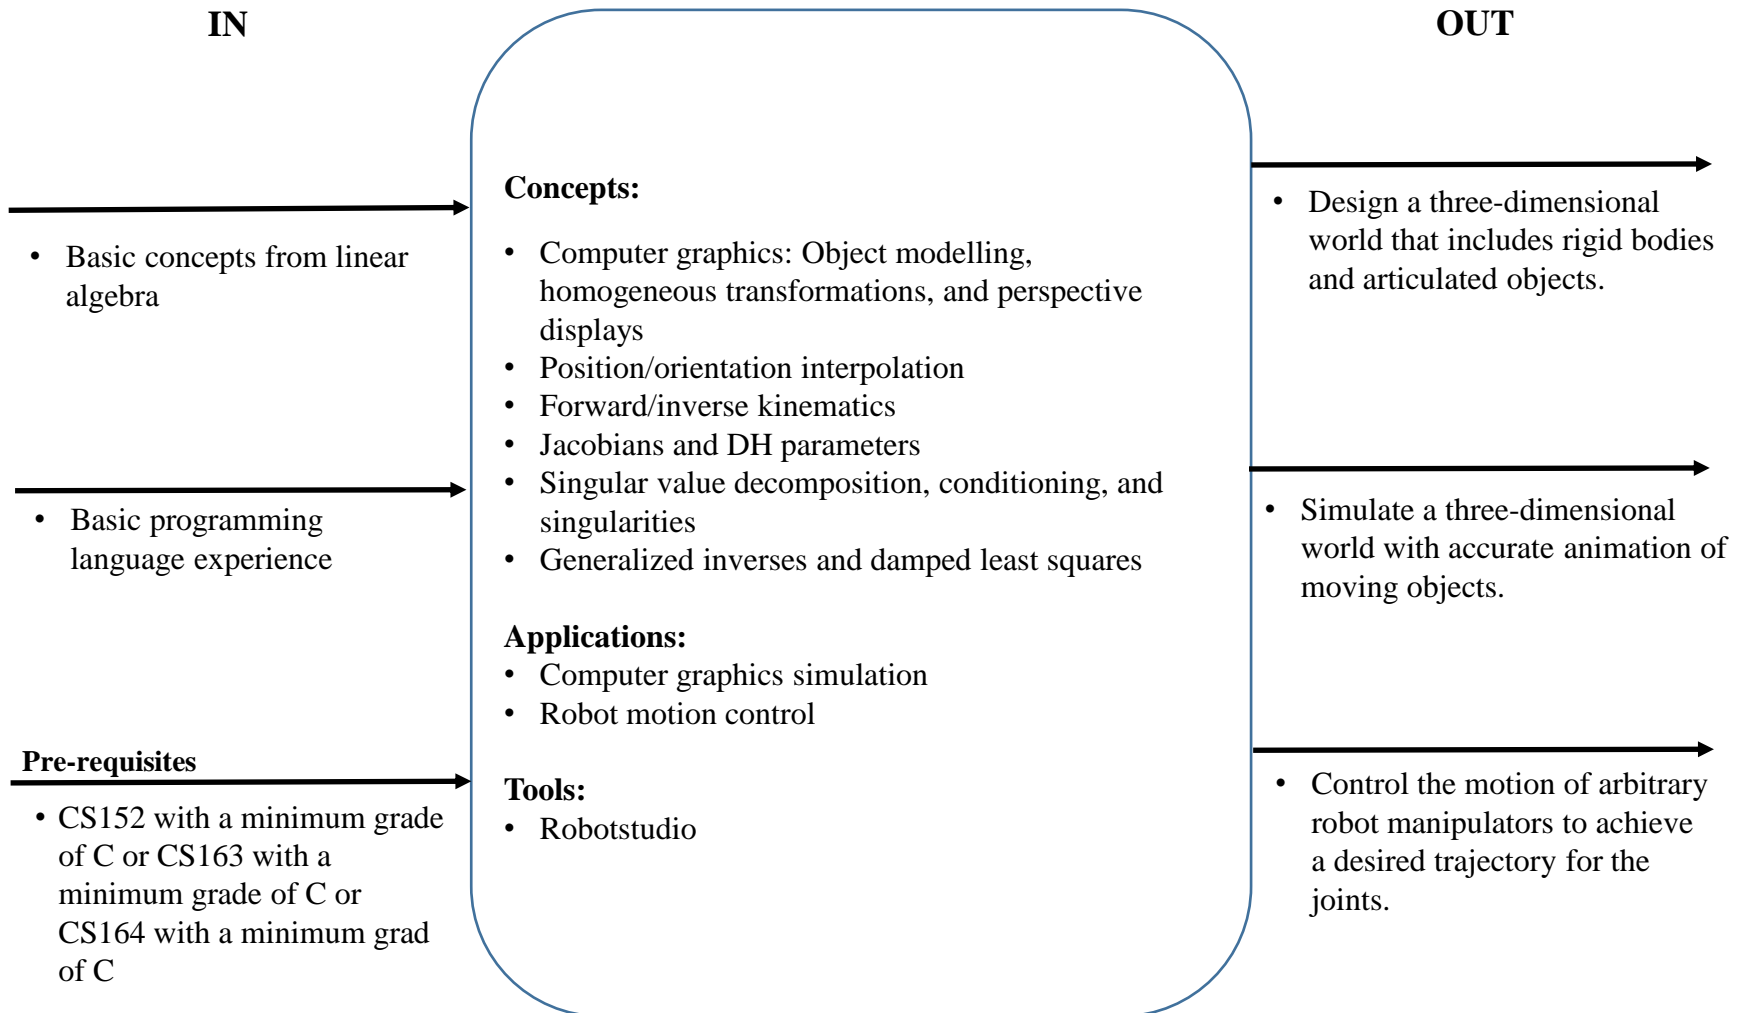 IN
• Basic concepts from linear
algebra
• Basic programming
language experience
Pre-requisites
• CS152 with a minimum grade
of C or CS163 with a
minimum grade of C or
CS164 with a minimum grad
of C
Concepts:
• Computer graphics: Object modelling,
homogeneous transformations, and perspective
displays
• Position/orientation interpolation
• Forward/inverse kinematics
• Jacobians and DH parameters
• Singular value decomposition, conditioning, and
singularities
• Generalized inverses and damped least squares
Applications:
• Computer graphics simulation
• Robot motion control
Tools:
• Robotstudio
OUT
• Design a three-dimensional
world that includes rigid bodies
and articulated objects.
• Simulate a three-dimensional
world with accurate animation of
moving objects.
• Control the motion of arbitrary
robot manipulators to achieve
a desired trajectory for the
joints.